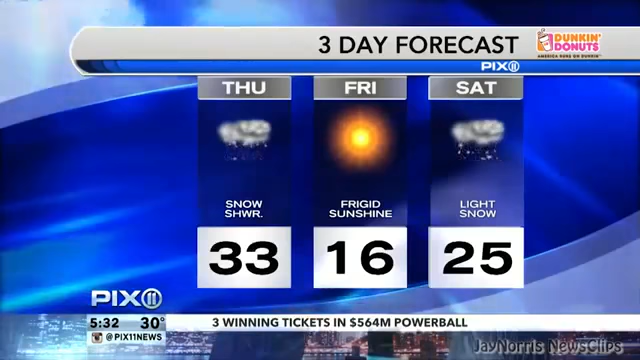 3 DAY FORECAST
DUNKIN'
DONUTS
AMERICA RUNS ON DUNKIN'
PIX11
THU
FRI
SAT
SNOW
SHWR.
FRIGID
SUNSHINE
LIGHT
SNOW
33
16
25
PIX11
5:32 30°
3 WINNING TICKETS IN $564M POWERBALL
@PIX11NEWS
JayNorris NewsClips